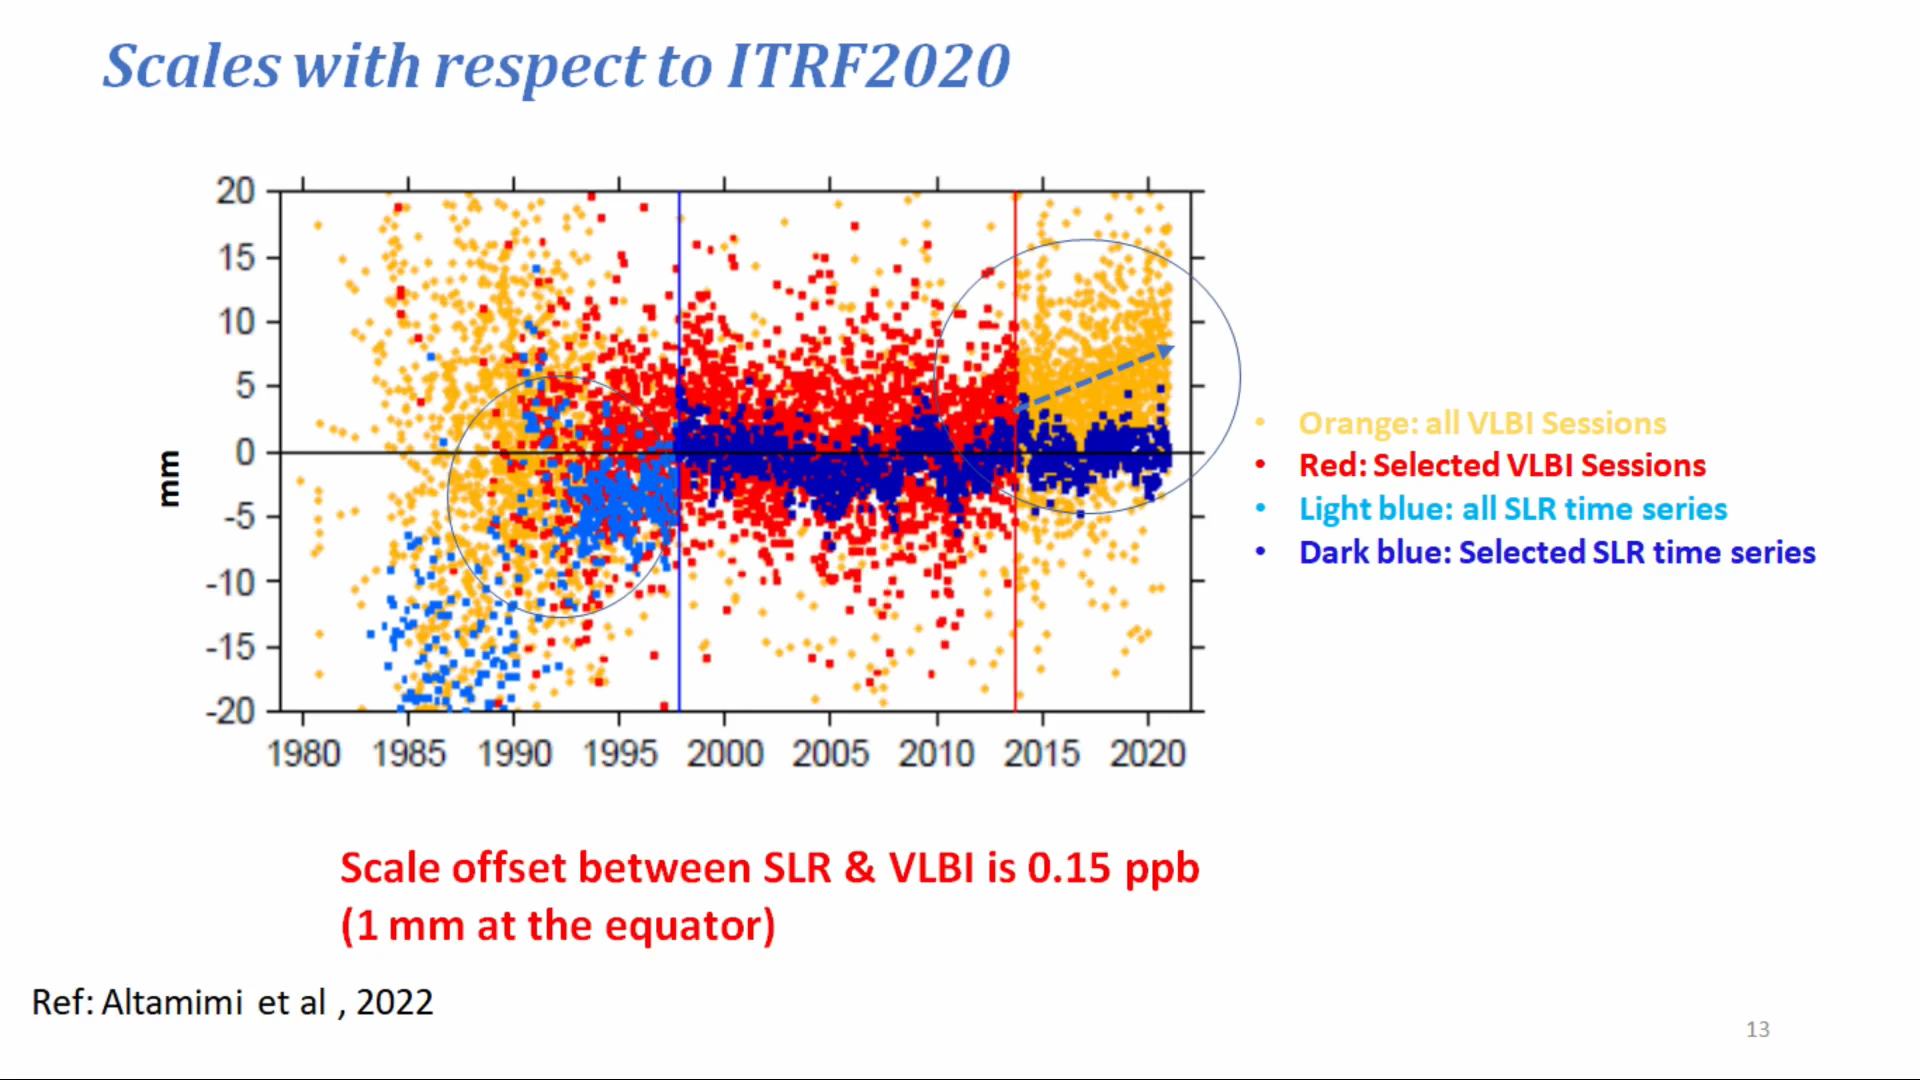 Scales with respect to ITRF2020
20
15
10
5
0
-5
-10
-15
-20
mm
1980 1985 1990 1995 2000 2005 2010 2015 2020
• Orange: all VLBI Sessions
• Red: Selected VLBI Sessions
• Light blue: all SLR time series
• Dark blue: Selected SLR time series
Scale offset between SLR & VLBI is 0.15 ppb
(1 mm at the equator)
Ref: Altamimi et al , 2022
13